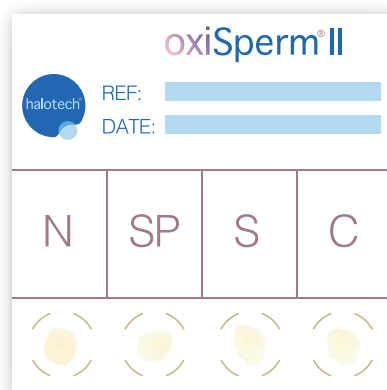 oxiSperm® II
halotech®
REF:
DATE:
N SP S C